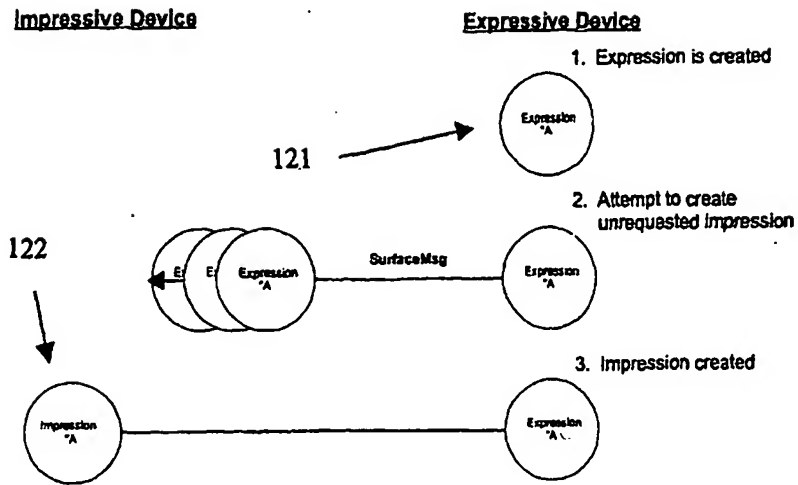 Impressive Device
Expressive Device
1. Expression is created
Expression
"A
121
2. Attempt to create
unrequested impression
122
E
E
Expression
"A
SurfaceMsg
Expression
"A
3. Impression created
Impression
"A
Expression
"A